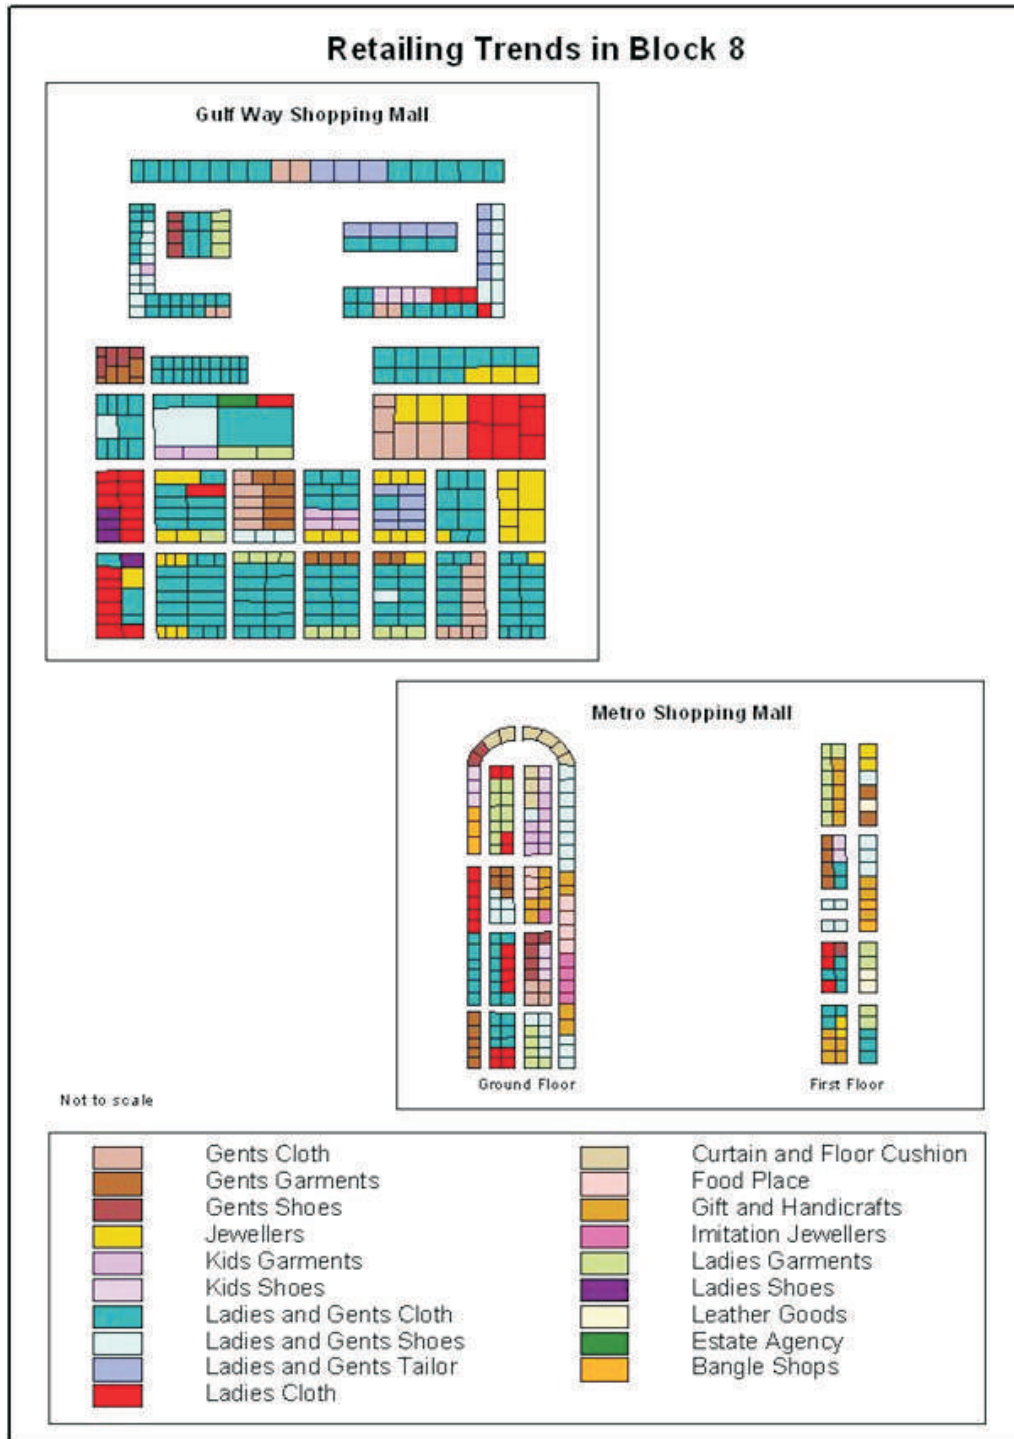 Retailing Trends in Block 8
Gulf Way Shopping Mall
Metro Shopping Mall
Ground Floor
First Floor
Not to scale
Gents Cloth
Gents Garments
Gents Shoes
Jewellers
Kids Garments
Kids Shoes
Ladies and Gents Cloth
Ladies and Gents Shoes
Ladies and Gents Tailor
Ladies Cloth
Curtain and Floor Cushion
Food Place
Gift and Handicrafts
Imitation Jewellers
Ladies Garments
Ladies Shoes
Leather Goods
Estate Agency
Bangle Shops